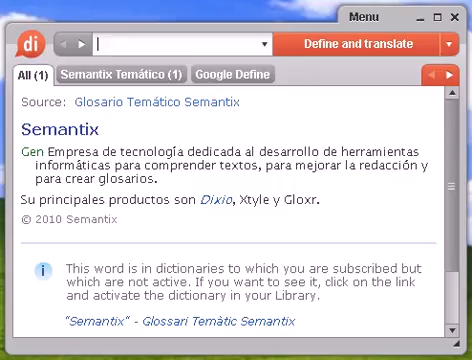 Menu
di
Define and translate
All (1)
Semantix Temático (1)
Google Define
Source: Glosario Temático Semantix
Semantix
Gen Empresa de tecnología dedicada al desarrollo de herramientas
informáticas para comprender textos, para mejorar la redacción y
para crear glosarios.
Su principales productos son Dixio, Xtyle y Gloxr.
© 2010 Semantix
i
This word is in dictionaries to which you are subscribed but
which are not active. If you want to see it, click on the link
and activate the dictionary in your Library.
"Semantix" - Glossari Temàtic Semantix